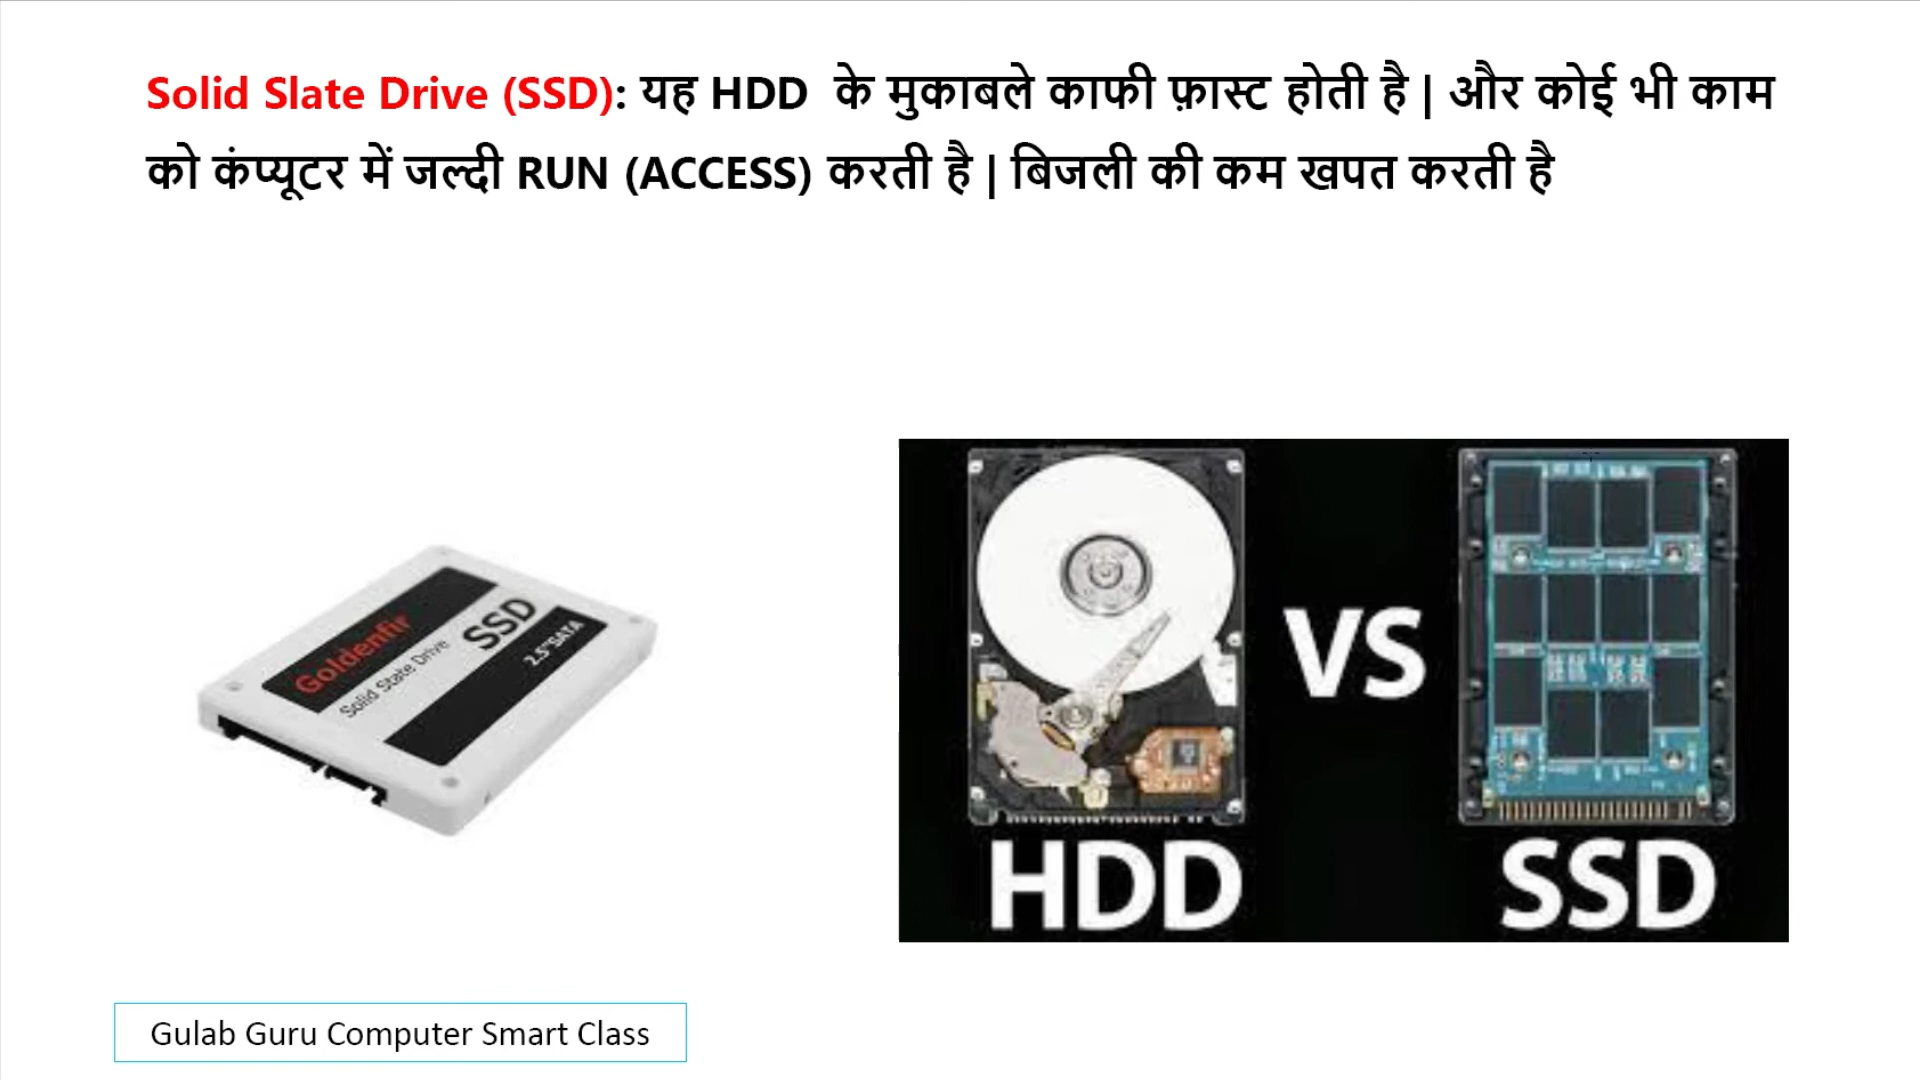 Solid Slate Drive (SSD): यह HDD के मुकाबले काफी फ़ास्ट होती है | और कोई भी काम
को कंप्यूटर में जल्दी RUN (ACCESS) करती है | बिजली की कम खपत करती है
Goldenfir
Solid State Drive
SSD
2.5"SATA
VS
HDD
SSD
Gulab Guru Computer Smart Class